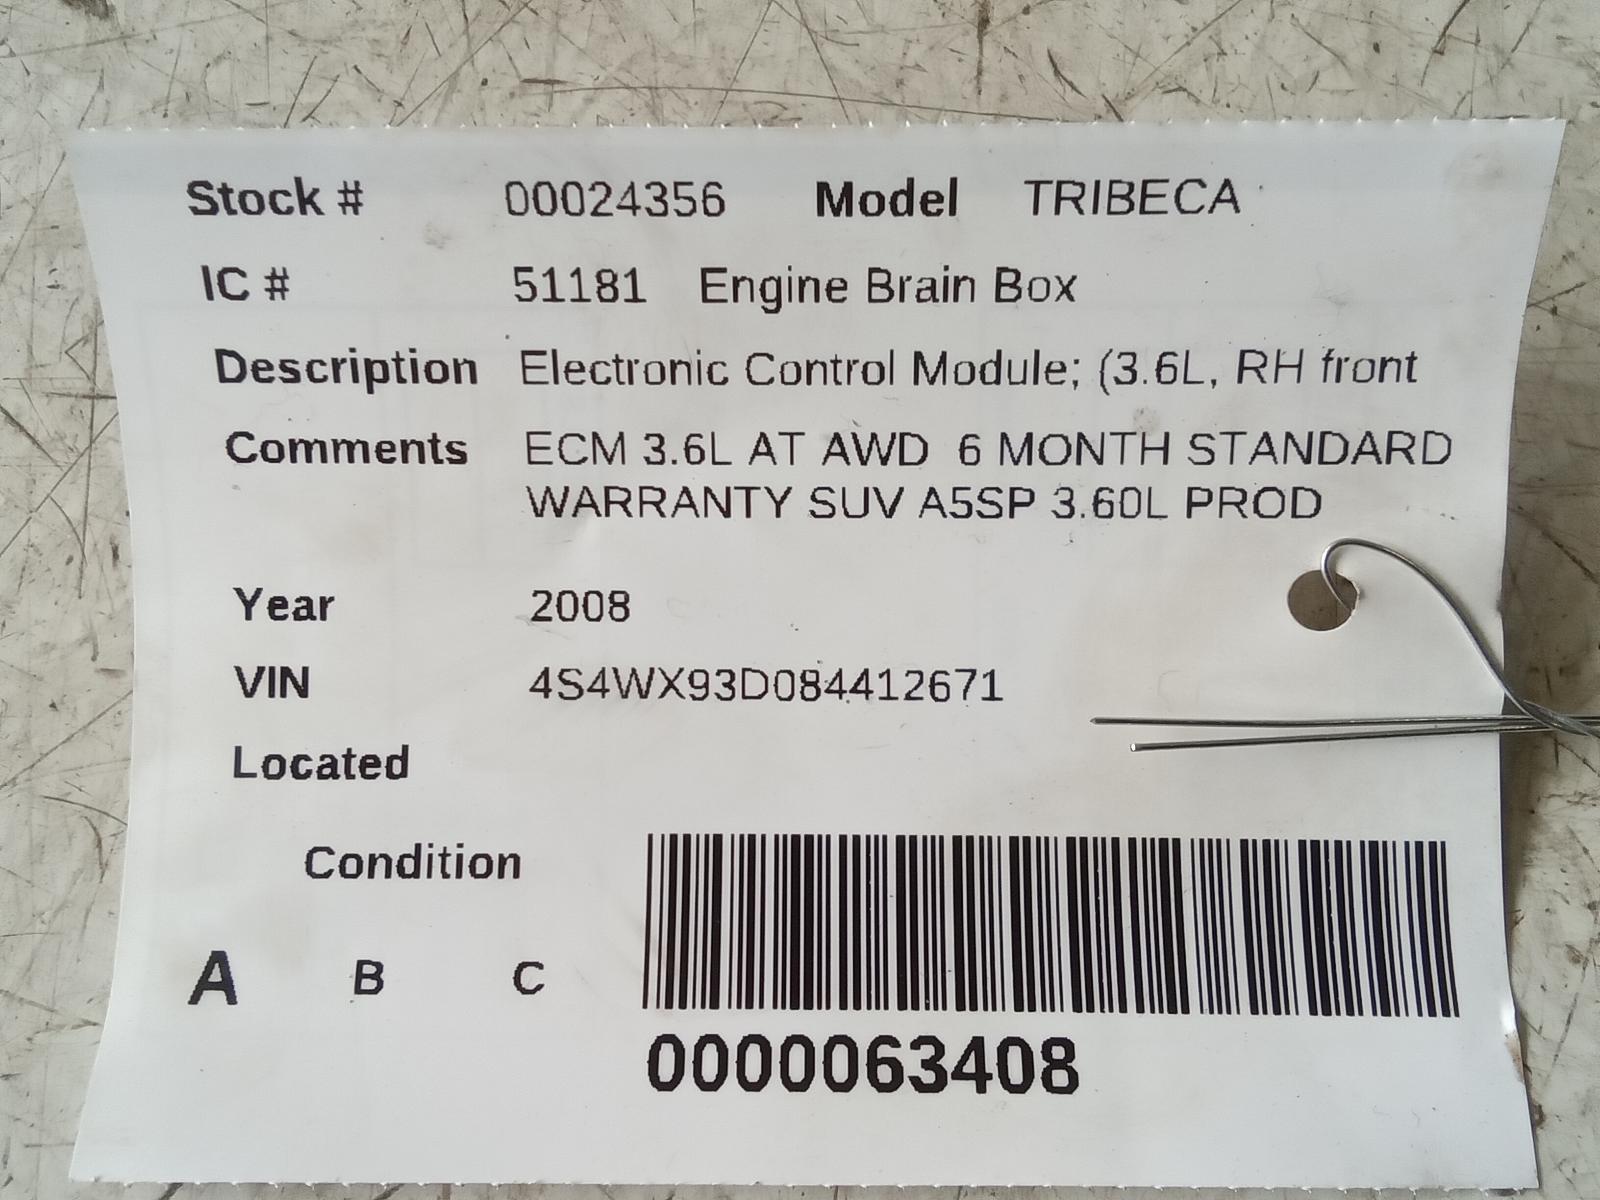 Stock # 00024356 Model TRIBECA
IC # 51181 Engine Brain Box
Description Electronic Control Module; (3.6L, RH front
Comments ECM 3.6L AT AWD 6 MONTH STANDARD
WARRANTY SUV A5SP 3.60L PROD
Year 2008
VIN 4S4WX93D084412671
Located
Condition
A B C
0000063408